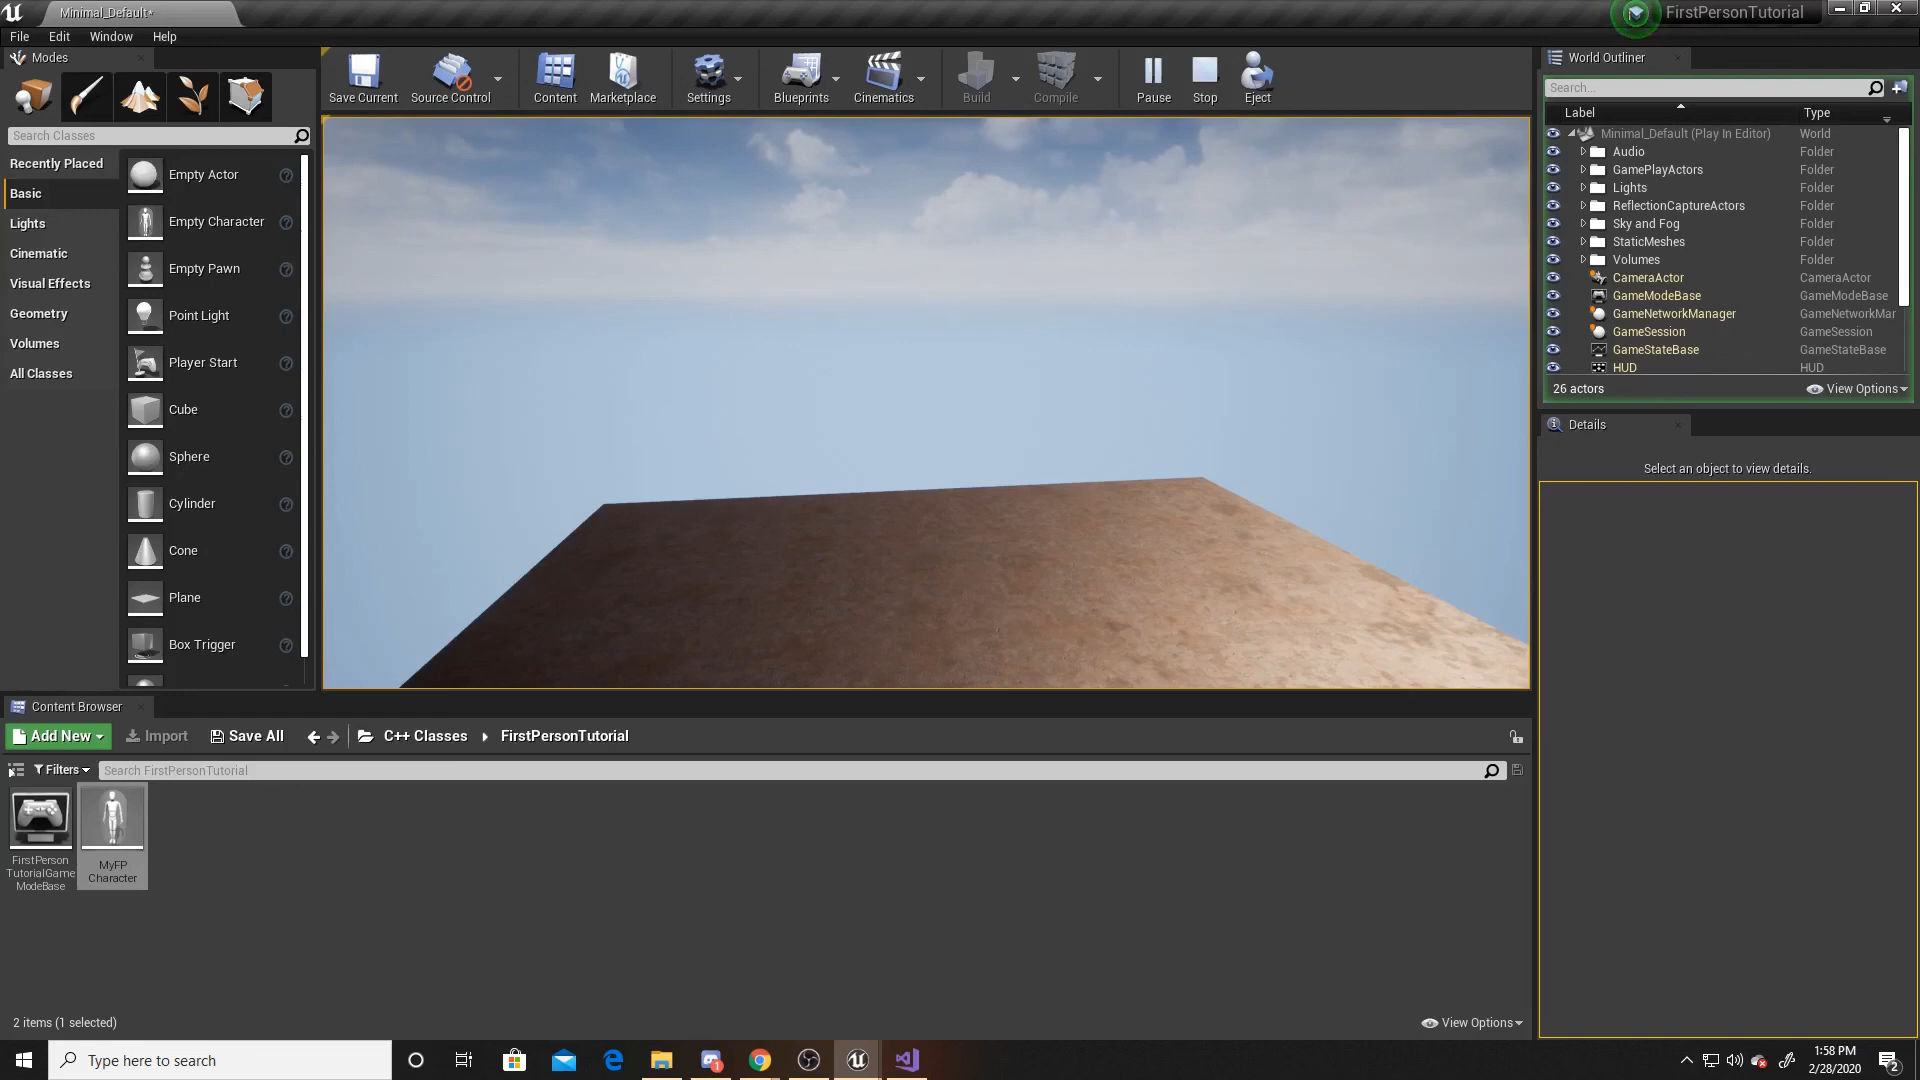 Minimal_Default*
FirstPersonTutorial
File Edit Window Help
Modes
Search Classes
Recently Placed
Basic
Lights
Cinematic
Visual Effects
Geometry
Volumes
All Classes
Empty Actor
Empty Character
Empty Pawn
Point Light
Player Start
Cube
Sphere
Cylinder
Cone
Plane
Box Trigger
Save Current Source Control Content Marketplace Settings Blueprints Cinematics Build Compile Pause Stop Eject
World Outliner
Search...
Label Type
Minimal_Default (Play In Editor) World
Audio Folder
GamePlayActors Folder
Lights Folder
ReflectionCaptureActors Folder
Sky and Fog Folder
StaticMeshes Folder
Volumes Folder
CameraActor CameraActor
GameModeBase GameModeBase
GameNetworkManager GameNetworkMar
GameSession GameSession
GameStateBase GameStateBase
HUD HUD
26 actors View Options
Details
Select an object to view details.
Content Browser
Add New Import Save All C++ Classes FirstPersonTutorial
Filters Search FirstPersonTutorial
FirstPerson
TutorialGame
ModeBase
MyFP
Character
2 items (1 selected) View Options
Type here to search
1
1:58 PM
2/28/2020
2